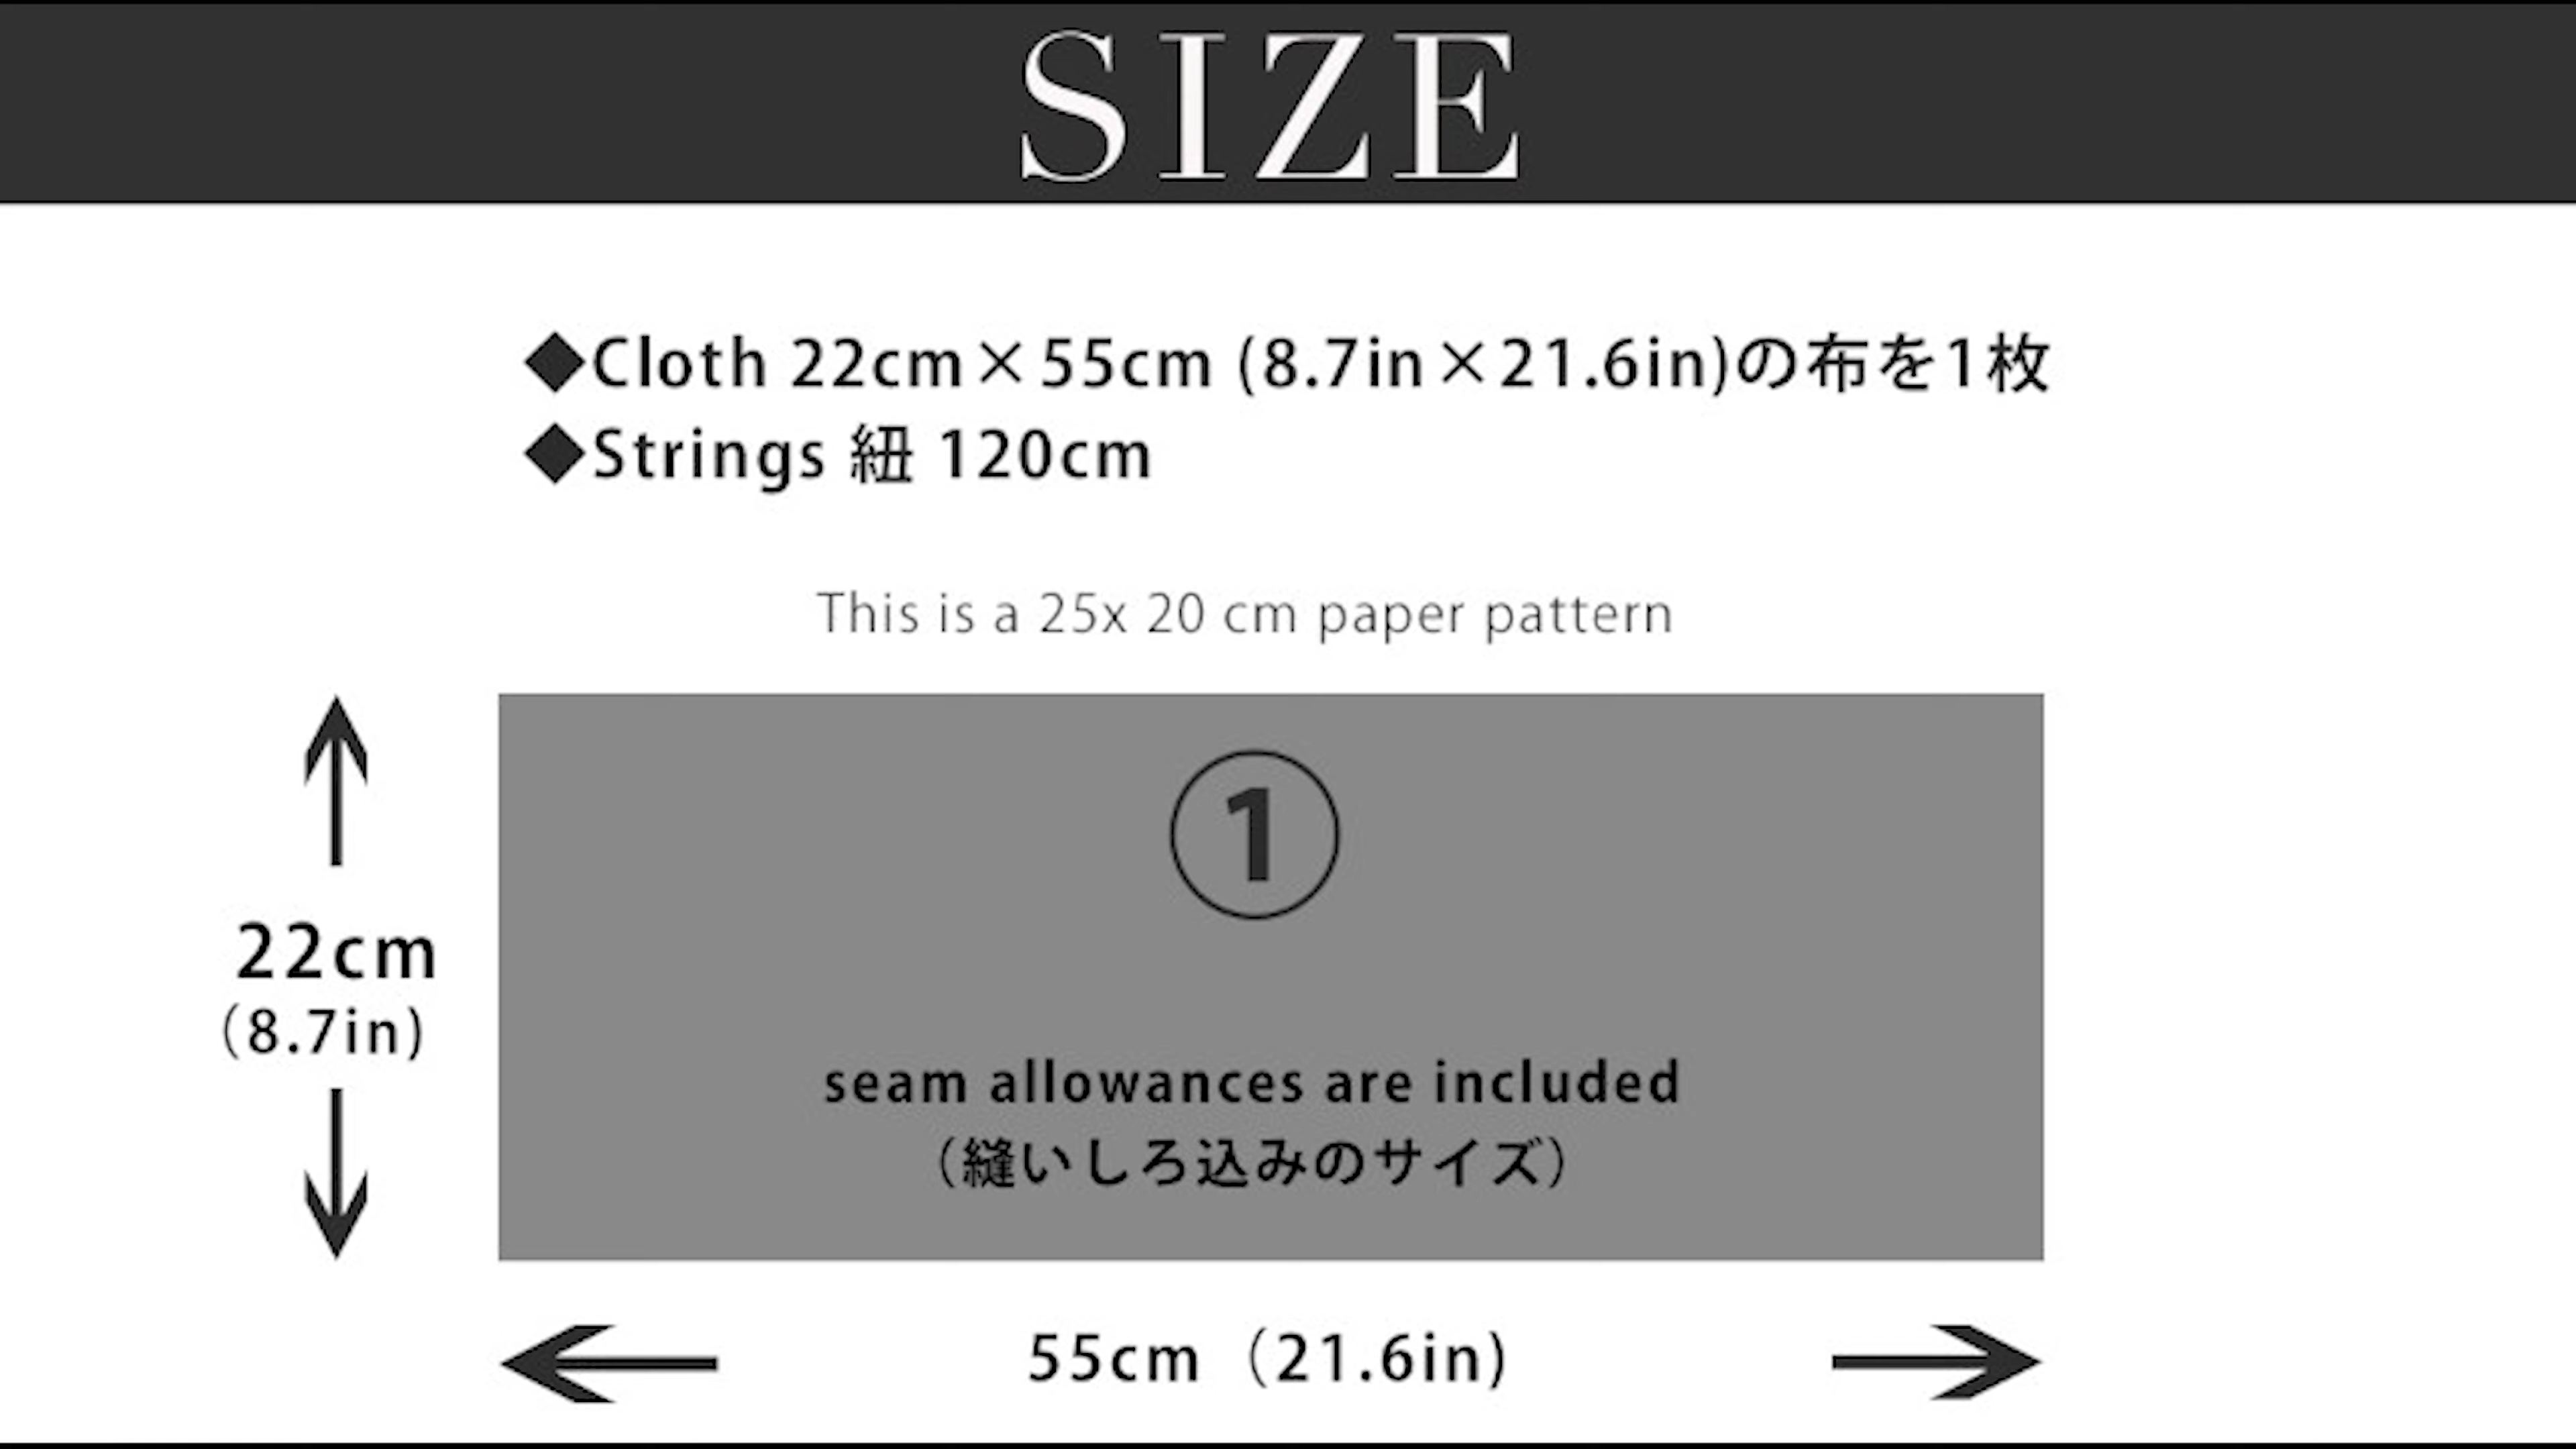 SIZE
◆Cloth 22cm×55cm (8.7in×21.6in)の布を1枚
◆Strings 紐 120cm
This is a 25x 20 cm paper pattern
①
22cm
(8.7in)
seam allowances are included
（縫いしろ込みのサイズ）
55cm（21.6in)